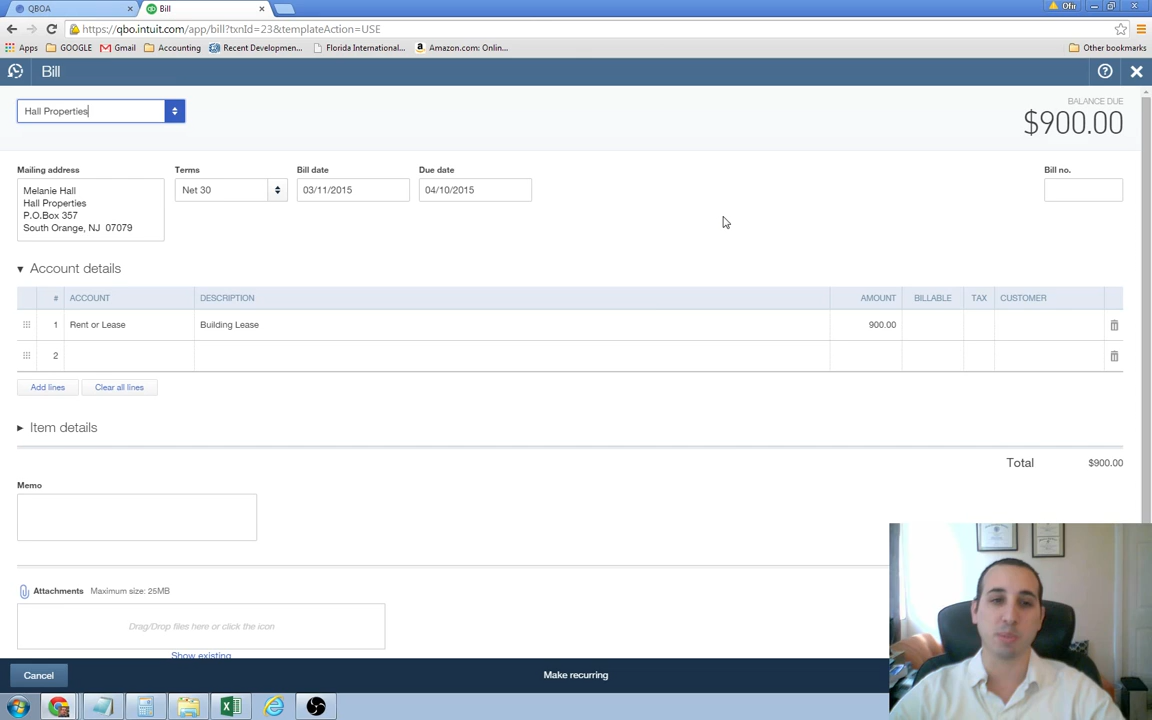 QBOA
Bill
Ofii
https://qbo.intuit.com/app/bill?txnId=23&templateAction=USE
Apps
GOOGLE
Gmail
Accounting
Recent Developmen...
Florida International...
Amazon.com: Onlin...
Other bookmarks
Bill
Hall Properties
BALANCE DUE
$900.00
Mailing address
Terms
Bill date
Due date
Bill no.
Melanie Hall
Hall Properties
P.O.Box 357
South Orange, NJ 07079
Net 30
03/11/2015
04/10/2015
Account details
# ACCOUNT DESCRIPTION AMOUNT BILLABLE TAX CUSTOMER
1 Rent or Lease Building Lease 900.00
2
Add lines
Clear all lines
Item details
Total $900.00
Memo
Attachments Maximum size: 25MB
Drag/Drop files here or click the icon
Show existing
Cancel
Make recurring